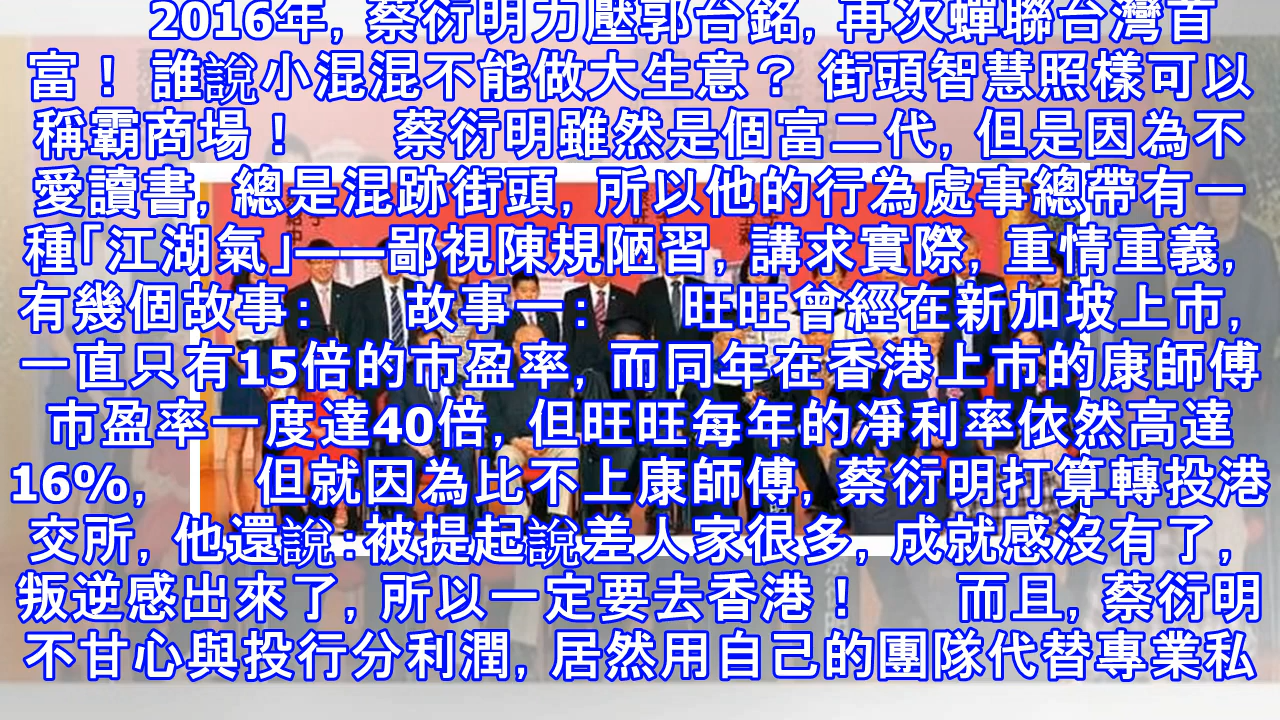 2016年, 蔡衍明力壓郭台銘, 再次蟬聯台灣首
富！ 誰說小混混不能做大生意？ 街頭智慧照樣可以
稱霸商場！　　蔡衍明雖然是個富二代, 但是因為不
愛讀書, 總是混跡街頭, 所以他的行為處事總帶有一
種「江湖氣」——鄙視陳規陋習, 講求實際, 重情重義,
有幾個故事：　　故事一：　　旺旺曾經在新加坡上市,
一直只有15倍的市盈率, 而同年在香港上市的康師傅
市盈率一度達40倍, 但旺旺每年的凈利率依然高達
16%,　　但就因為比不上康師傅, 蔡衍明打算轉投港
交所, 他還說：被提起說差人家很多, 成就感沒有了,
叛逆感出來了, 所以一定要去香港！　　而且, 蔡衍明
不甘心與投行分利潤, 居然用自己的團隊代替專業私